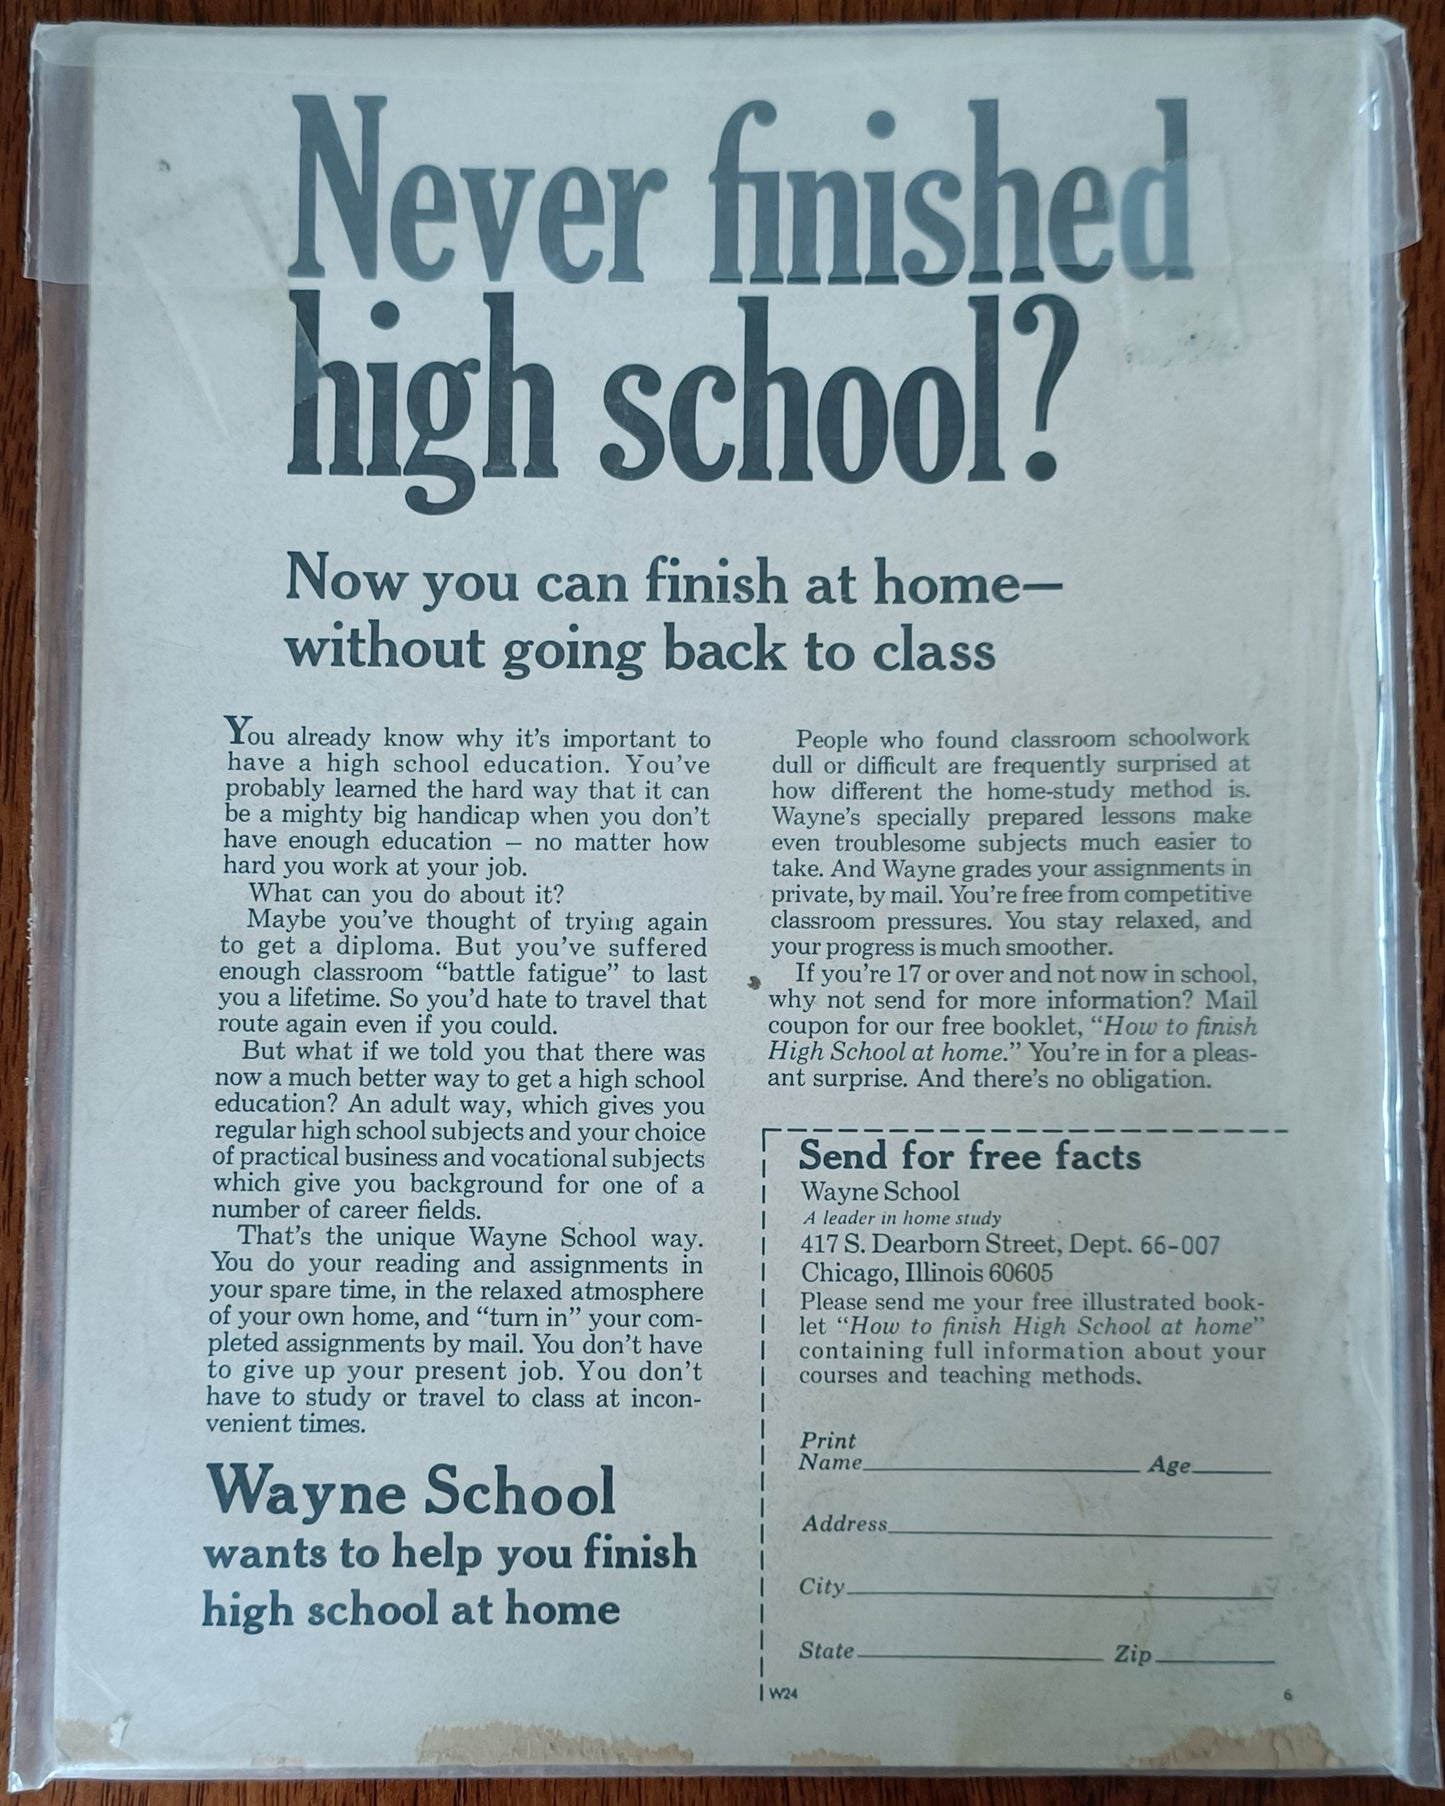 Never finished
high school?
Now you can finish at home—
without going back to class
You already know why it's important to
have a high school education. You've
probably learned the hard way that it can
be a mighty big handicap when you don't
have enough education — no matter how
hard you work at your job.
What can you do about it?
Maybe you've thought of trying again
to get a diploma. But you've suffered
enough classroom “battle fatigue” to last
you a lifetime. So you'd hate to travel that
route again even if you could.
But what if we told you that there was
now a much better way to get a high school
education? An adult way, which gives you
regular high school subjects and your choice
of practical business and vocational subjects
which give you background for one of a
number of career fields.
That's the unique Wayne School way.
You do your reading and assignments in
your spare time, in the relaxed atmosphere
of your own home, and “turn in” your com-
pleted assignments by mail. You don't have
to give up your present job. You don't
have to study or travel to class at incon-
venient times.
Wayne School
wants to help you finish
high school at home
People who found classroom schoolwork
dull or difficult are frequently surprised at
how different the home-study method is.
Wayne's specially prepared lessons make
even troublesome subjects much easier to
take. And Wayne grades your assignments in
private, by mail. You're free from competitive
classroom pressures. You stay relaxed, and
your progress is much smoother.
If you're 17 or over and not now in school,
why not send for more information? Mail
coupon for our free booklet, “How to finish
High School at home.” You're in for a pleas-
ant surprise. And there's no obligation.
Send for free facts
Wayne School
A leader in home study
417 S. Dearborn Street, Dept. 66-007
Chicago, Illinois 60605
Please send me your free illustrated book-
let “How to finish High School at home”
containing full information about your
courses and teaching methods.
Print
Name Age
Address
City
State Zip
W24 6